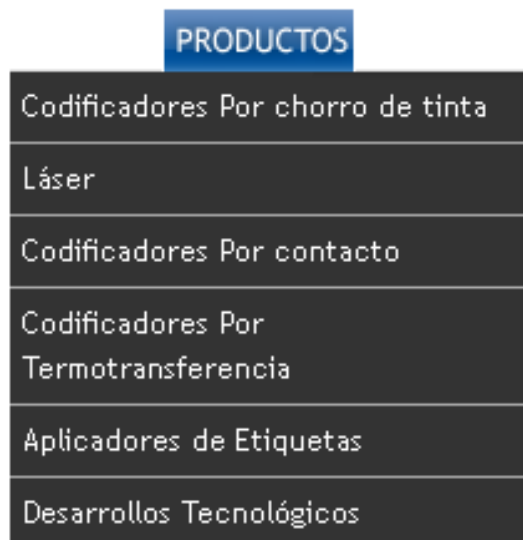 PRODUCTOS
Codificadores Por chorro de tinta
Láser
Codificadores Por contacto
Codificadores Por
Termotransferencia
Aplicadores de Etiquetas
Desarrollos Tecnológicos